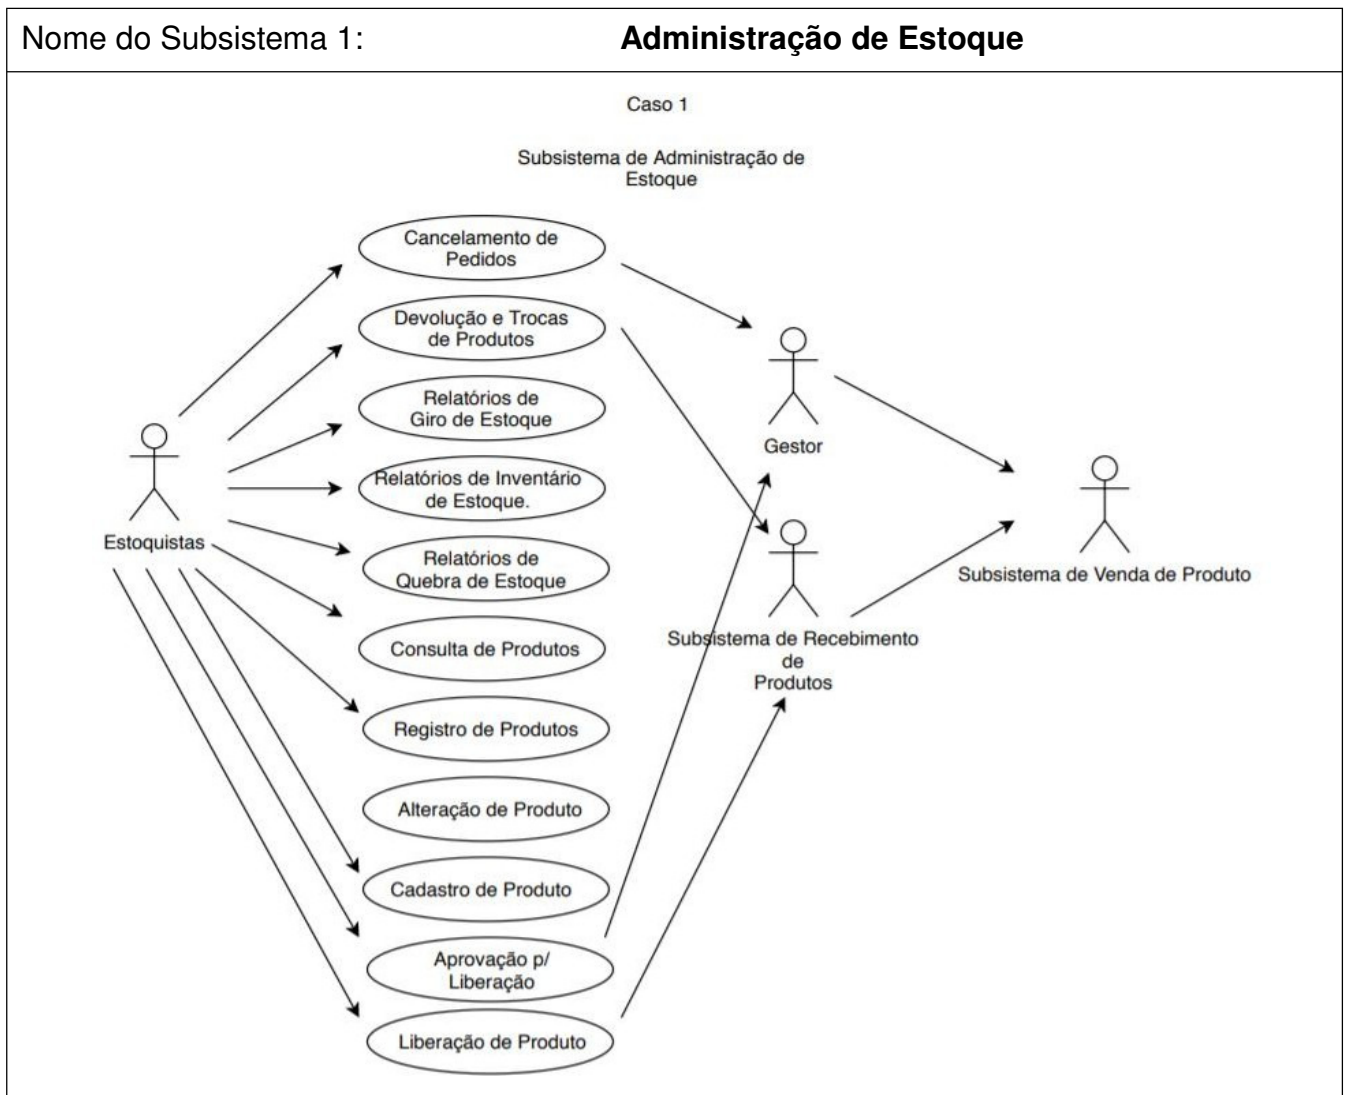 Nome do Subsistema 1: Administração de Estoque
Caso 1
Subsistema de Administração de
Estoque
Cancelamento de
Pedidos
Devolução e Trocas
de Produtos
Relatórios de
Giro de Estoque
Gestor
Relatórios de Inventário
de Estoque.
Estoquistas
Relatórios de
Quebra de Estoque
Subsistema de Venda de Produto
Consulta de Produtos
Subsistema de Recebimento
de
Produtos
Registro de Produtos
Alteração de Produto
Cadastro de Produto
Aprovação p/
Liberação
Liberação de Produto